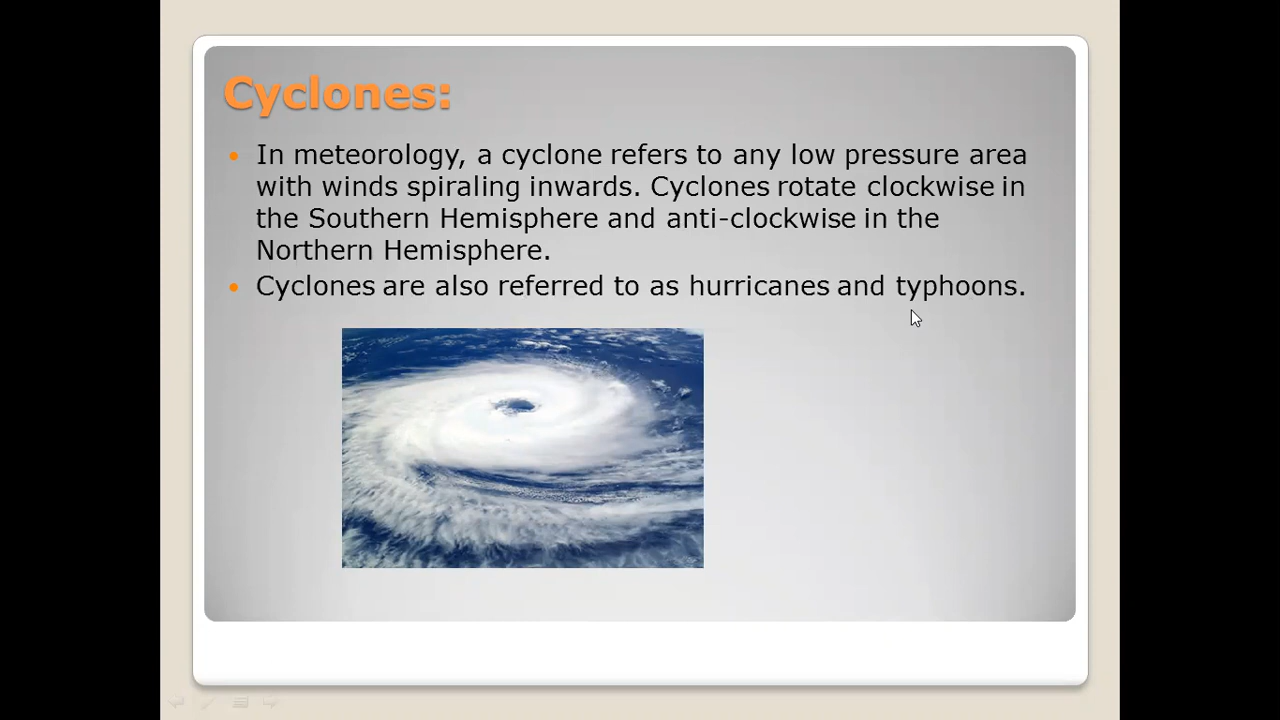 Cyclones:
In meteorology, a cyclone refers to any low pressure area
with winds spiraling inwards. Cyclones rotate clockwise in
the Southern Hemisphere and anti-clockwise in the
Northern Hemisphere.
Cyclones are also referred to as hurricanes and typhoons.